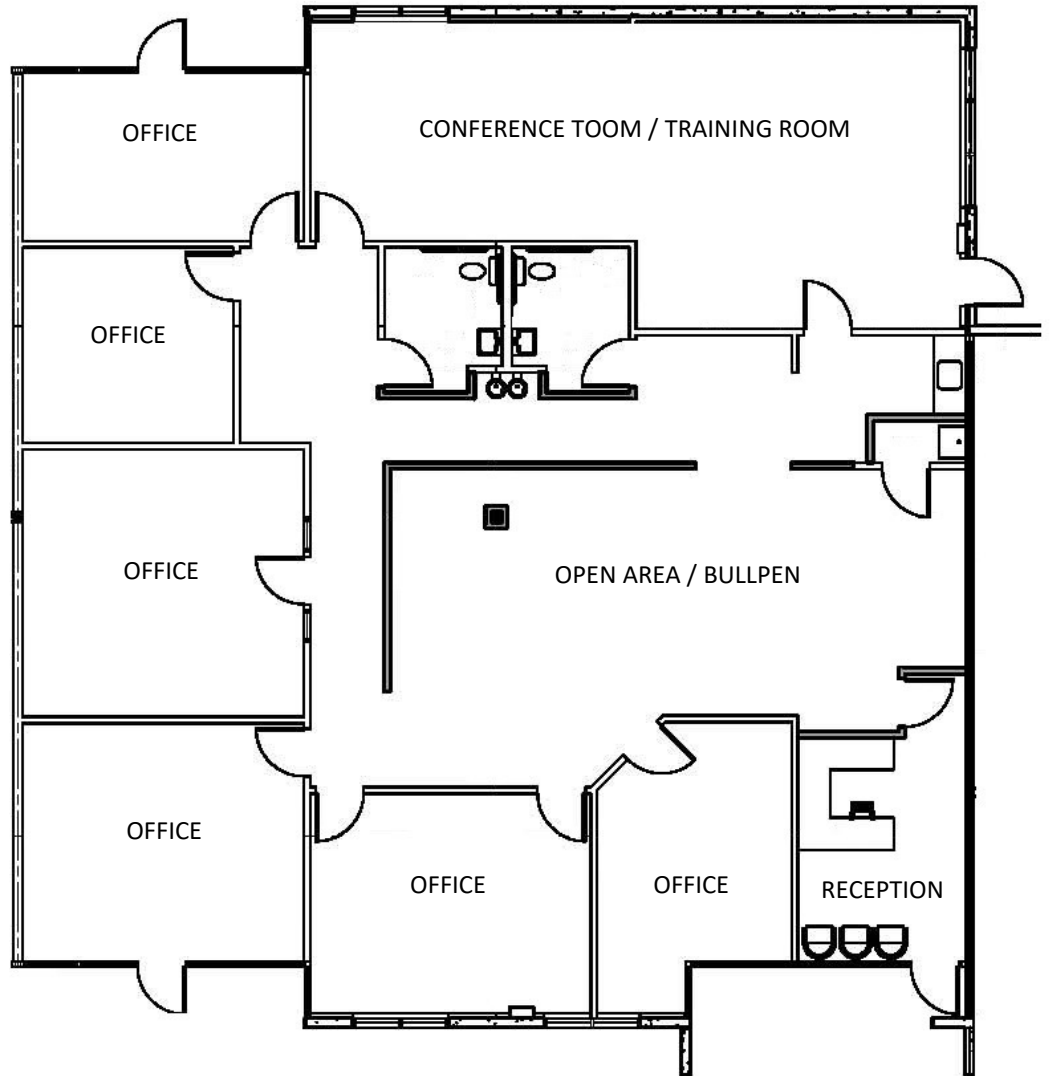 OFFICE
CONFERENCE TOOM / TRAINING ROOM
OFFICE
OFFICE
OPEN AREA / BULLPEN
OFFICE
OFFICE
OFFICE
RECEPTION